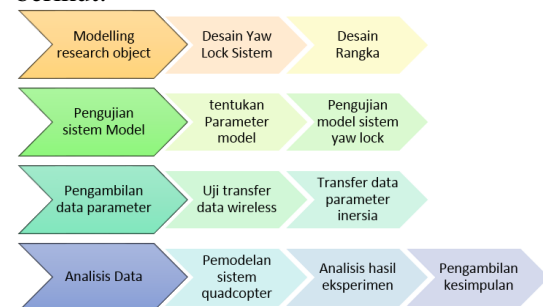 Modelling
research object
Desain Yaw
Lock Sistem
Desain
Rangka
Pengujian
sistem Model
tentukan
Parameter
model
Pengujian
model sistem
yaw lock
Pengambilan
data parameter
Uji transfer
data wireless
Transfer data
parameter
inersia
Analisis Data
Pemodelan
sistem
quadcopter
Analisis hasil
eksperimen
Pengambilan
kesimpulan